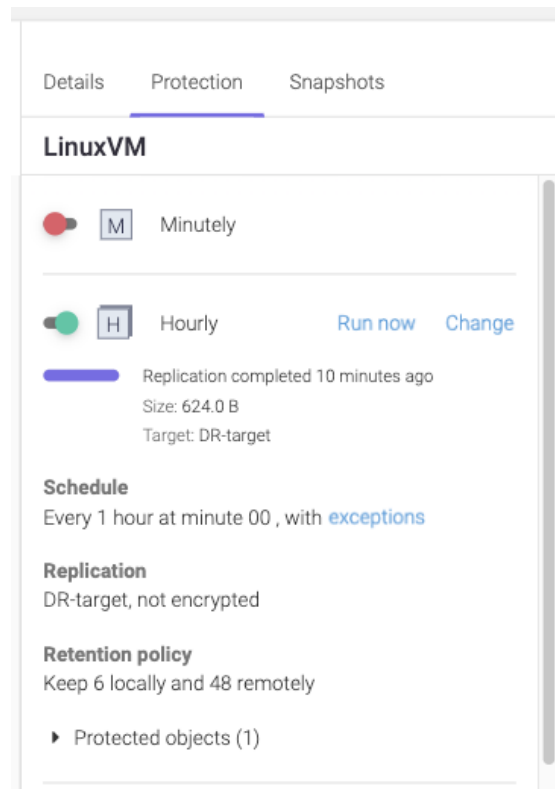 Details Protection Snapshots
LinuxVM
M Minutely
H Hourly Run now Change
Replication completed 10 minutes ago
Size: 624.0 B
Target: DR-target
Schedule
Every 1 hour at minute 00 , with exceptions
Replication
DR-target, not encrypted
Retention policy
Keep 6 locally and 48 remotely
Protected objects (1)